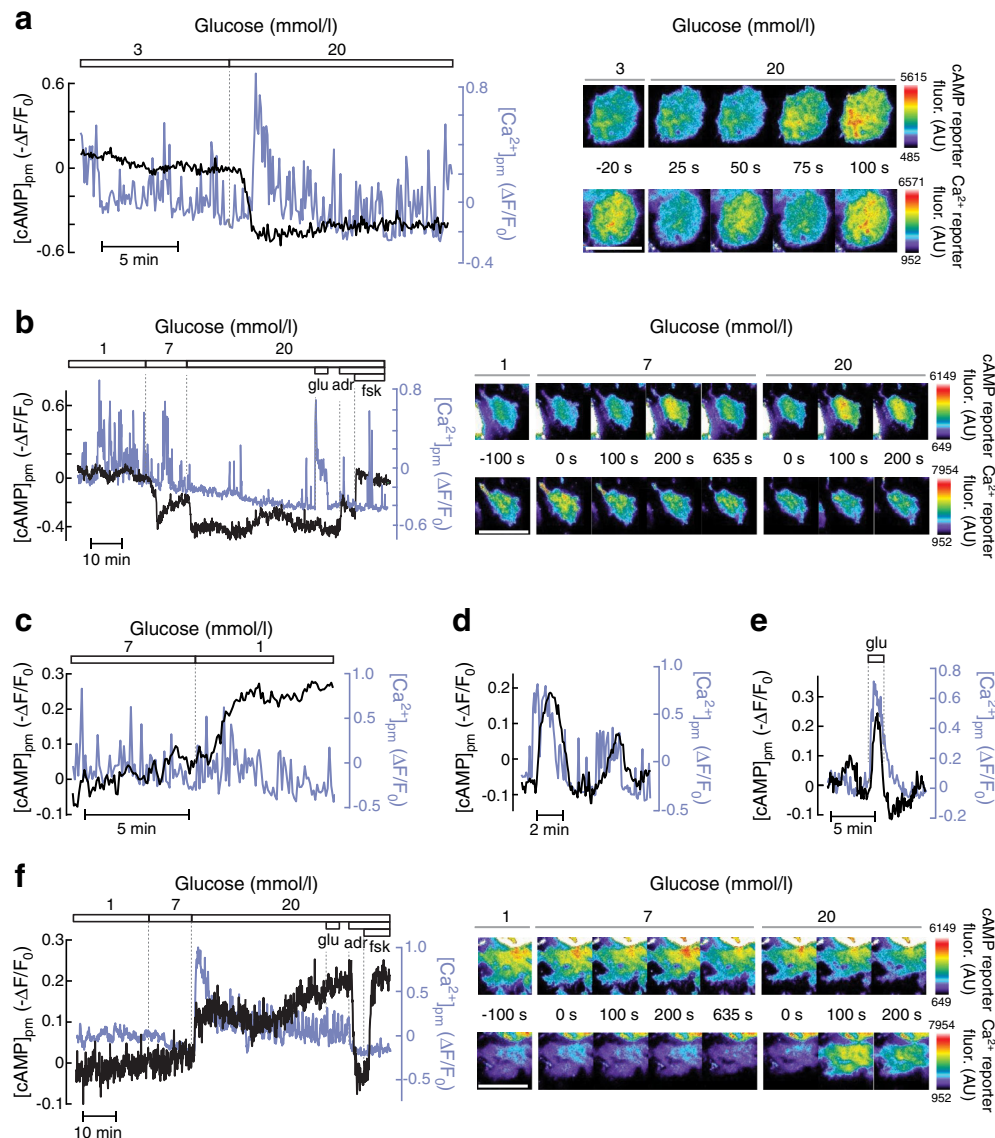 a
Glucose (mmol/l)
3 20
0.6
0
-0.6
[cAMP]pm (-ΔF/F0)
0.8
0
-0.4
[Ca2+]pm (ΔF/F0)
5 min
Glucose (mmol/l)
3 20
-20 s 25 s 50 s 75 s 100 s
5615
485
cAMP reporter
fluor. (AU)
6571
952
Ca2+ reporter
fluor. (AU)
b
Glucose (mmol/l)
1 7 20
glu adr
fsk
0.6
0
-0.4
[cAMP]pm (-ΔF/F0)
0.8
0
-0.6
[Ca2+]pm (ΔF/F0)
10 min
Glucose (mmol/l)
1 7 20
-100 s 0 s 100 s 200 s 635 s 0 s 100 s 200 s
6149
649
cAMP reporter
fluor. (AU)
7954
952
Ca2+ reporter
fluor. (AU)
c
Glucose (mmol/l)
7 1
0.3
0.2
0.1
0
-0.1
[cAMP]pm (-ΔF/F0)
1.0
0.5
0
-0.5
[Ca2+]pm (ΔF/F0)
5 min
d
0.2
0.1
0
-0.1
[cAMP]pm (-ΔF/F0)
1.0
0.5
0
-0.5
[Ca2+]pm (ΔF/F0)
2 min
e
glu
0.3
0.2
0.1
0
-0.1
[cAMP]pm (-ΔF/F0)
0.8
0.6
0.4
0.2
0
-0.2
[Ca2+]pm (ΔF/F0)
5 min
f
Glucose (mmol/l)
1 7 20
glu adr
fsk
0.3
0.2
0.1
0
-0.1
[cAMP]pm (-ΔF/F0)
1.0
0.5
0
-0.5
[Ca2+]pm (ΔF/F0)
10 min
Glucose (mmol/l)
1 7 20
-100 s 0 s 100 s 200 s 635 s 0 s 100 s 200 s
6149
649
cAMP reporter
fluor. (AU)
7954
952
Ca2+ reporter
fluor. (AU)